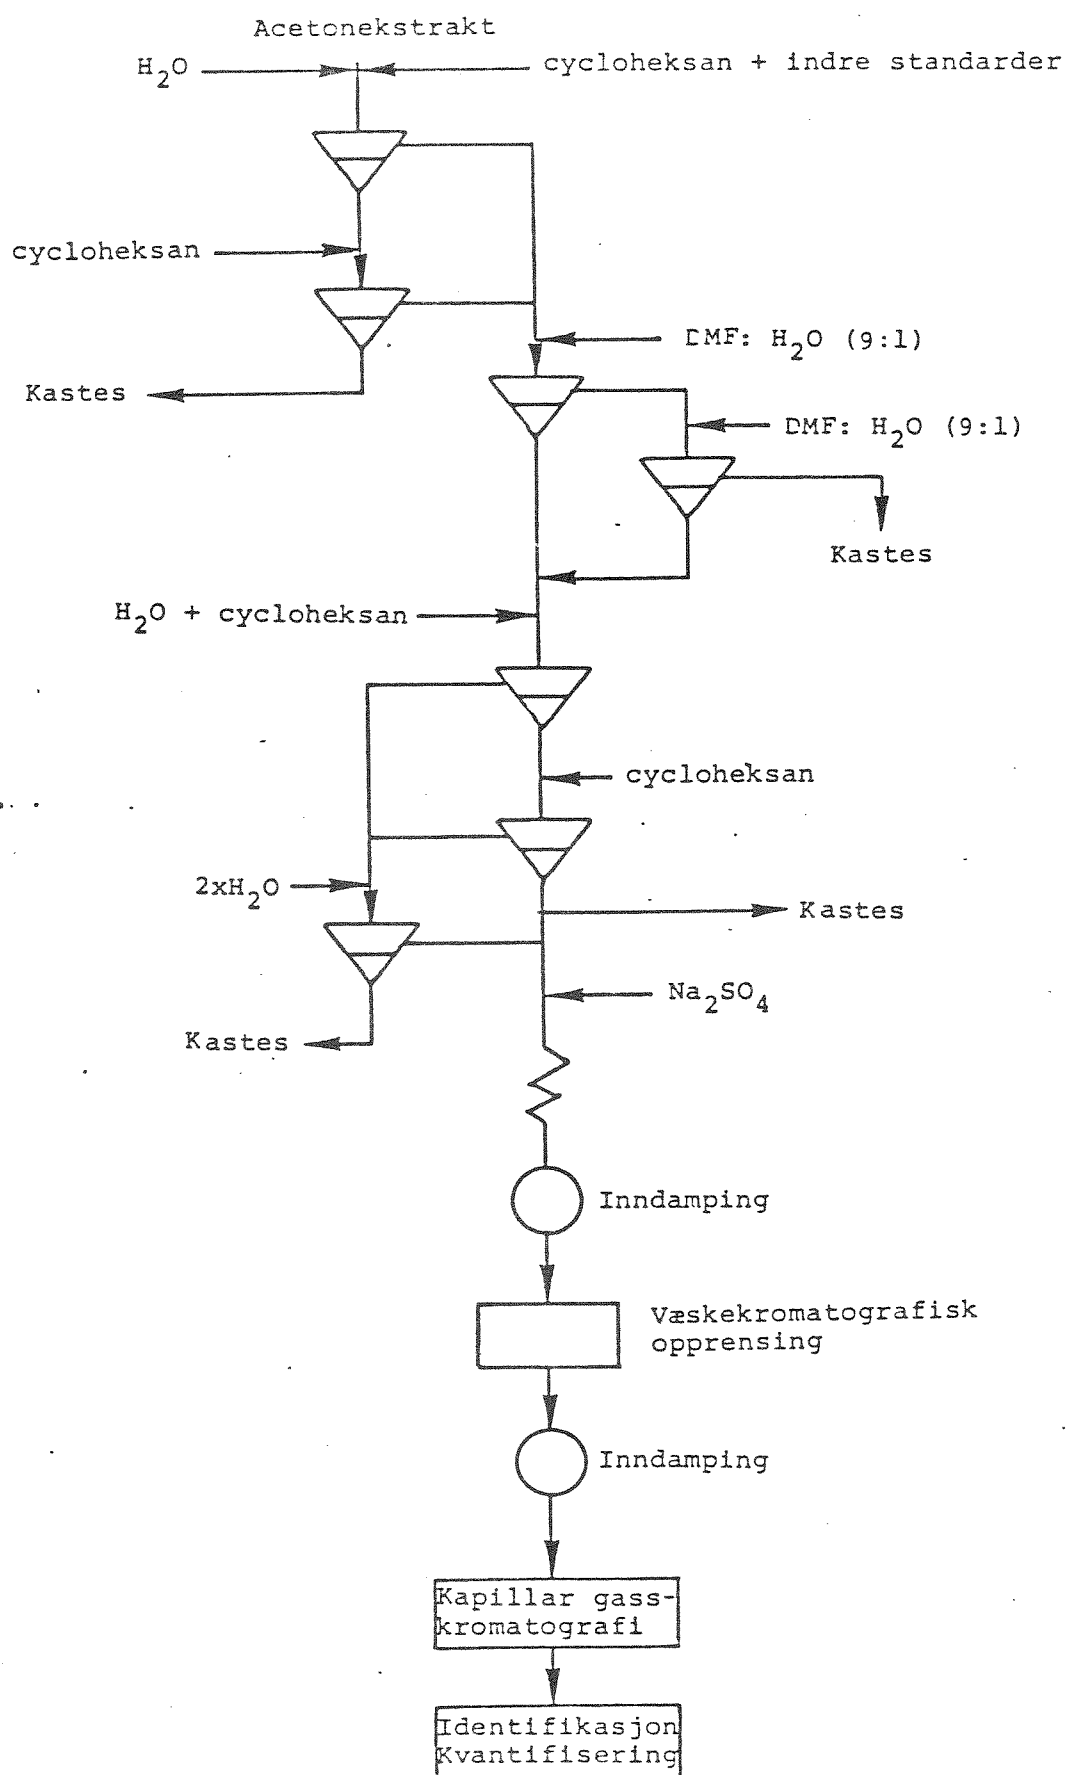 Acetonekstrakt
H₂O
cycloheksan + indre standarder
cycloheksan
DMF: H₂O (9:1)
Kastes
DMF: H₂O (9:1)
Kastes
H₂O + cycloheksan
cycloheksan
2xH₂O
Kastes
Na₂SO₄
Kastes
Inndamping
Væskekromatografisk
opprensing
Inndamping
Kapillar gass-
kromatografi
Identifikasjon
Kvantifisering